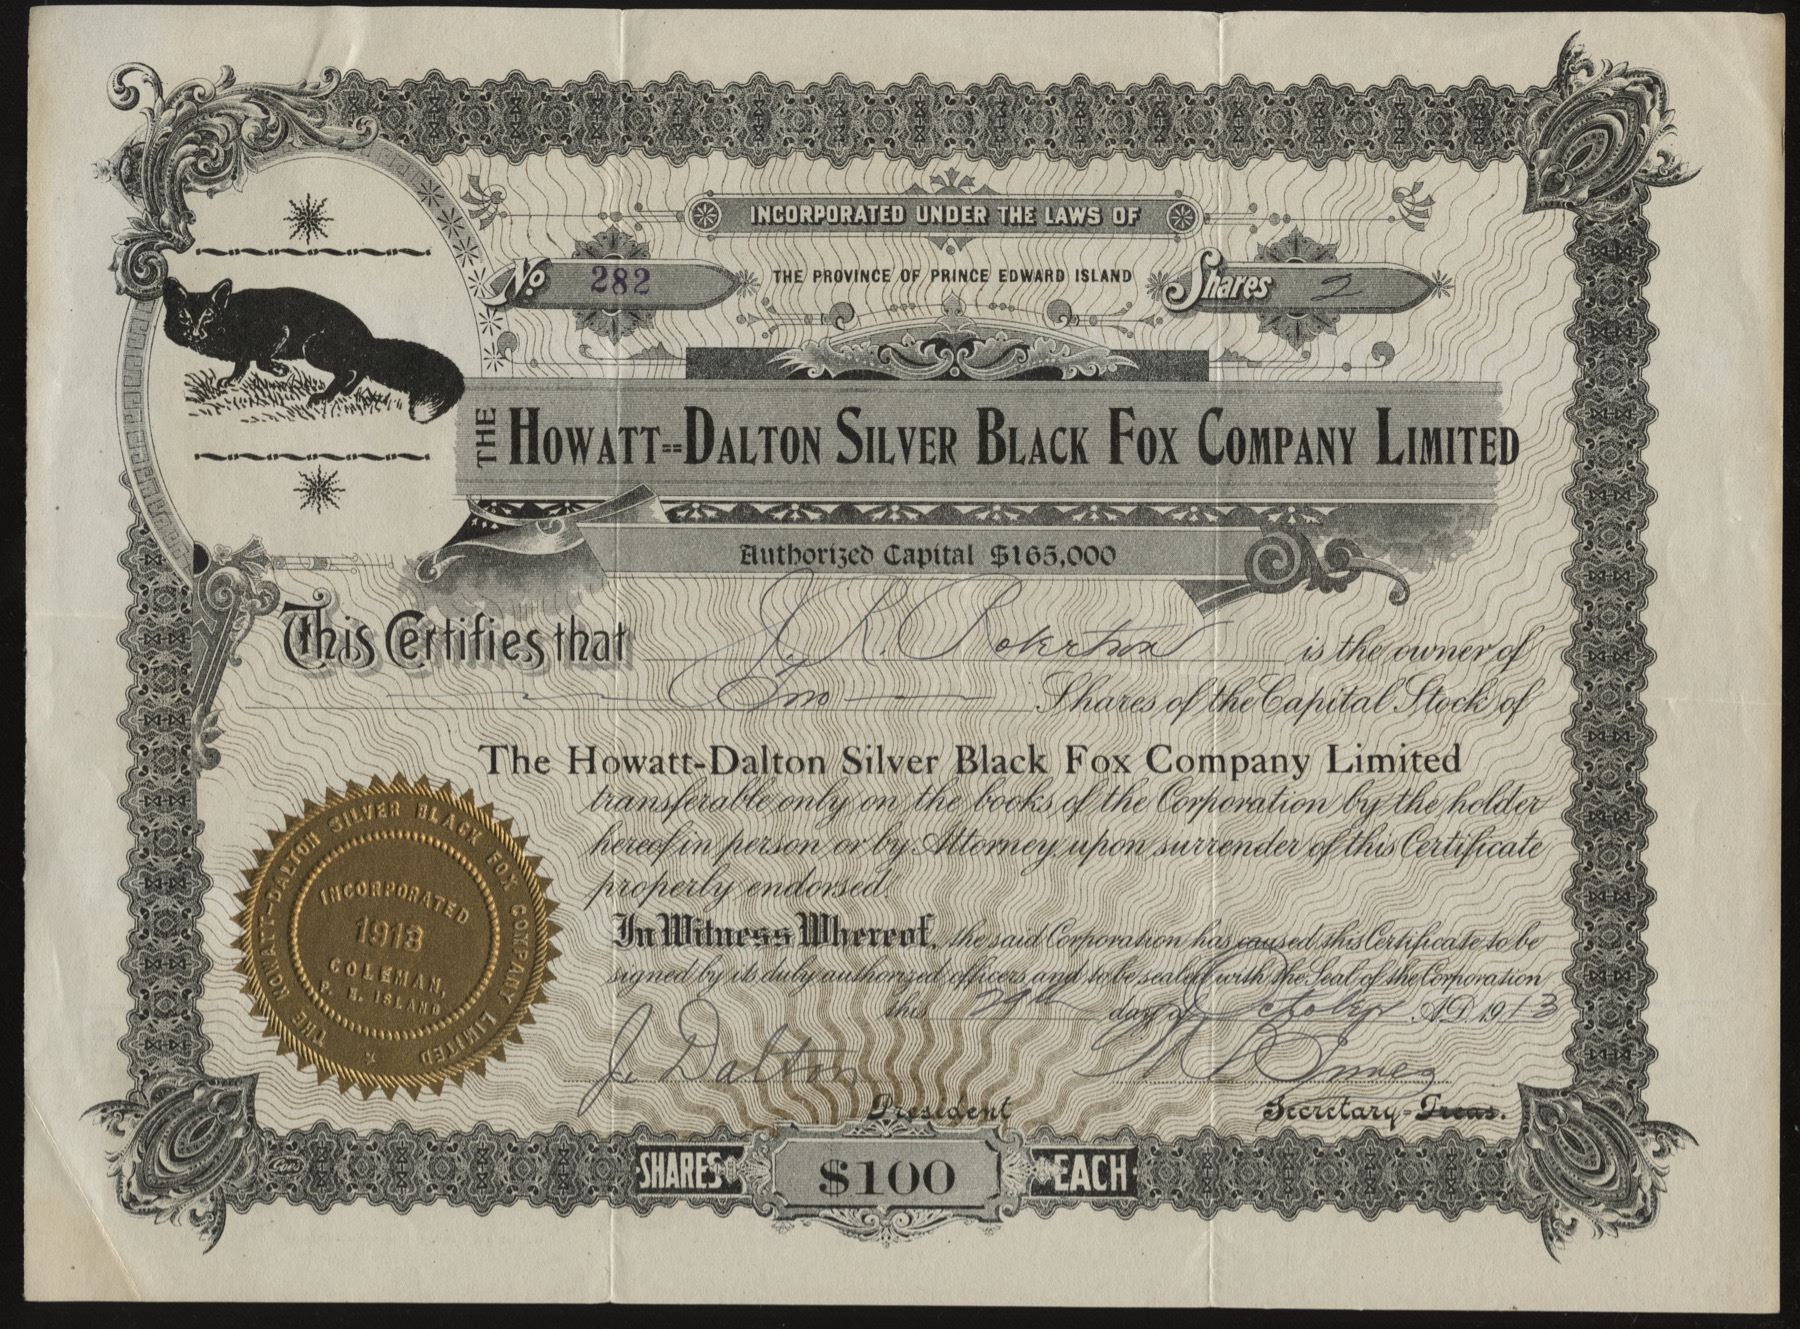 INCORPORATED UNDER THE LAWS OF
No. 282
THE PROVINCE OF PRINCE EDWARD ISLAND
Shares 2
THE HOWATT=DALTON SILVER BLACK FOX COMPANY LIMITED
Authorized Capital $165,000
This Certifies that J. R. Robertson is the owner of
Two Shares of the Capital Stock of
The Howatt-Dalton Silver Black Fox Company Limited
transferable only on the books of the Corporation by the holder
hereof in person or by Attorney upon surrender of this Certificate
properly endorsed.
In Witness Whereof, the said Corporation has caused this Certificate to be
signed by its duly authorized officers and to be sealed with the Seal of the Corporation
this 29th day of October A.D. 1913
J. Dalton
President
Secretary=Treas.
THE HOWATT-DALTON SILVER BLACK FOX COMPANY LIMITED
INCORPORATED
1913
COLEMAN,
P. E. ISLAND
SHARES $100 EACH